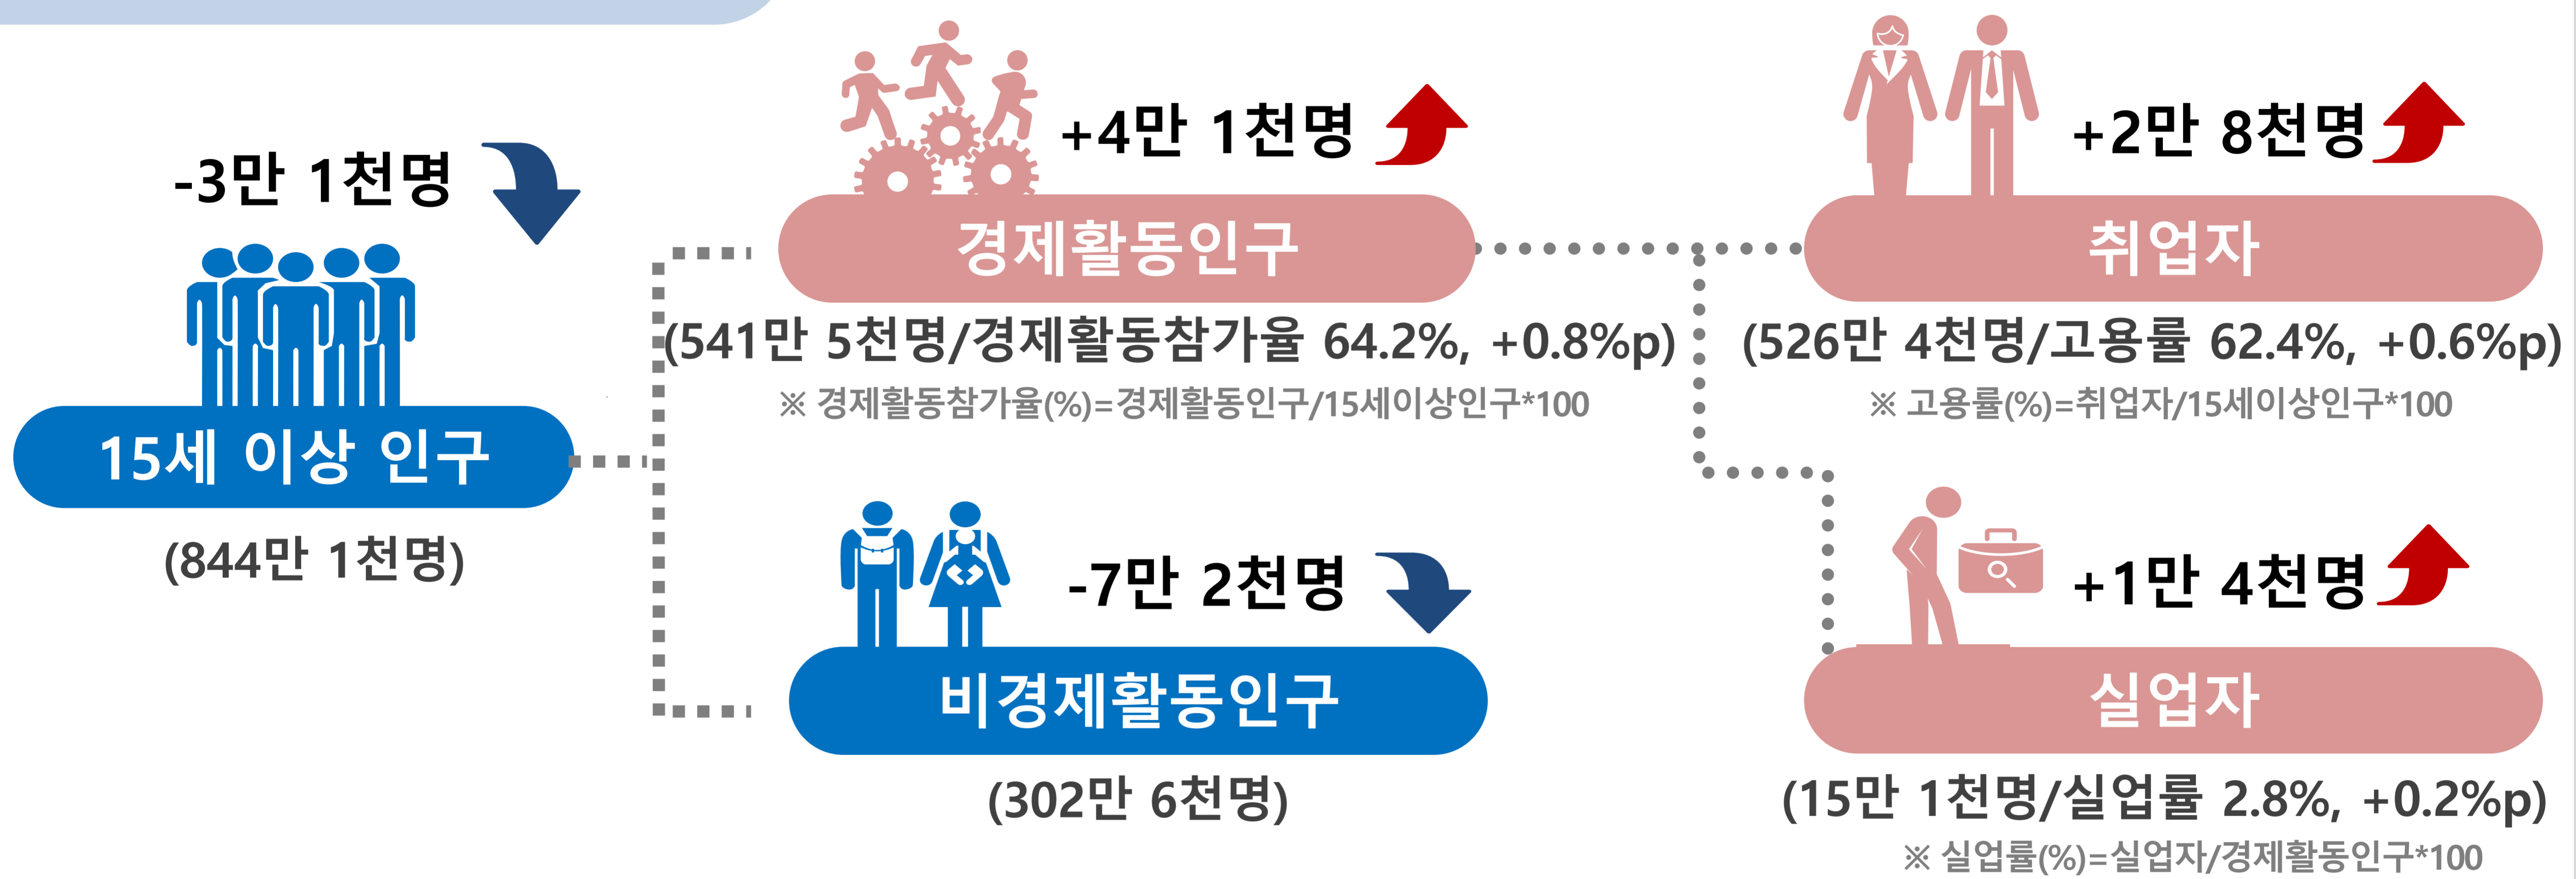 -3만 1천명
15세 이상 인구
(844만 1천명)
+4만 1천명
경제활동인구
(541만 5천명/경제활동참가율 64.2%, +0.8%p)
※ 경제활동참가율(%)=경제활동인구/15세이상인구*100
-7만 2천명
비경제활동인구
(302만 6천명)
+2만 8천명
취업자
(526만 4천명/고용률 62.4%, +0.6%p)
※ 고용률(%)=취업자/15세이상인구*100
+1만 4천명
실업자
(15만 1천명/실업률 2.8%, +0.2%p)
※ 실업률(%)=실업자/경제활동인구*100